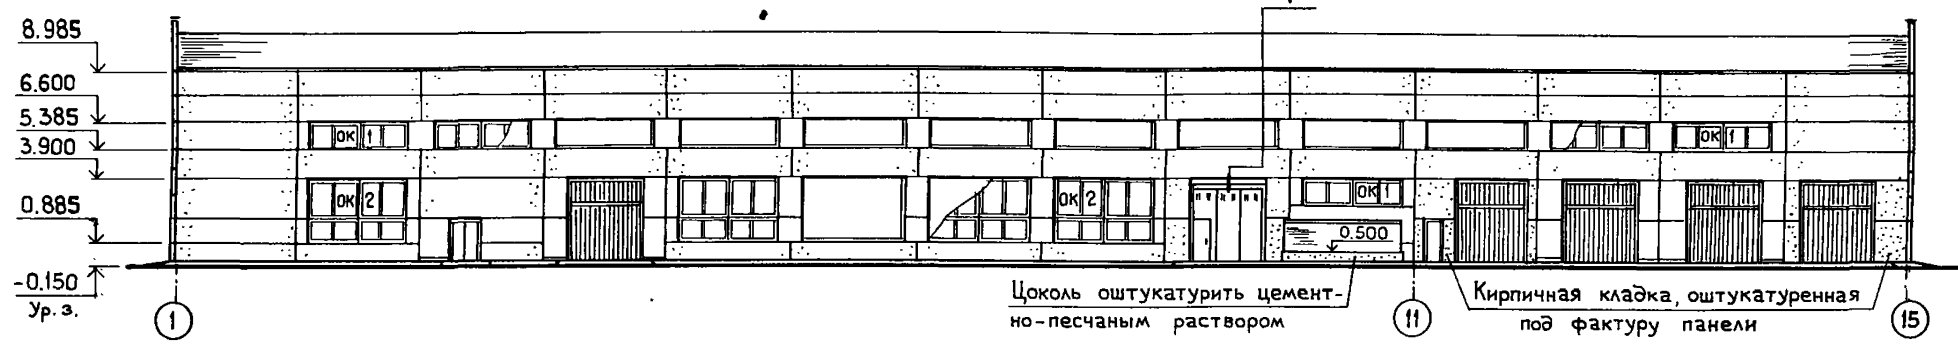 8.985
6.600
5.385
3.900
0.885
-0.150
Ур. з.
ОК 1
ОК 1
ОК 2
ОК 2
ОК 1
0.500
Цоколь оштукатурить цемент-
но-песчаным раствором
Кирпичная кладка, оштукатуренная
под фактуру панели
1
11
15